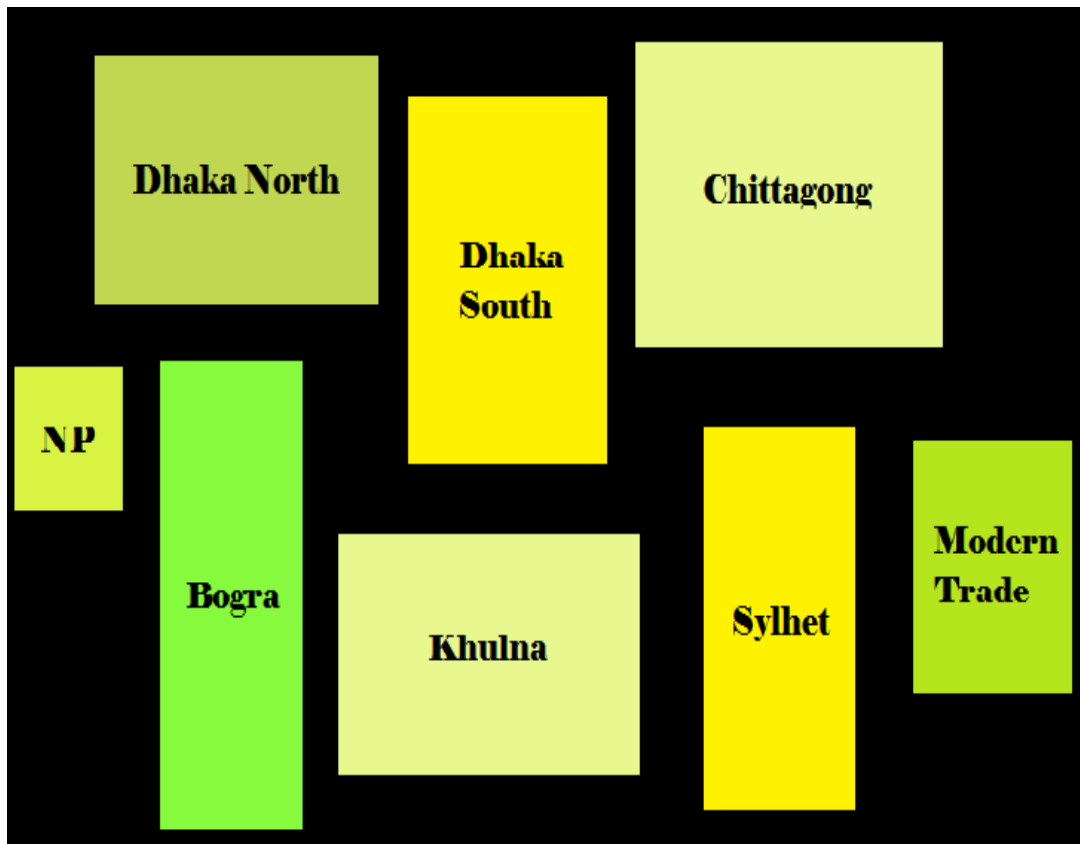 Dhaka North
Dhaka
South
Chittagong
NP
Bogra
Khulna
Sylhet
Modern
Trade